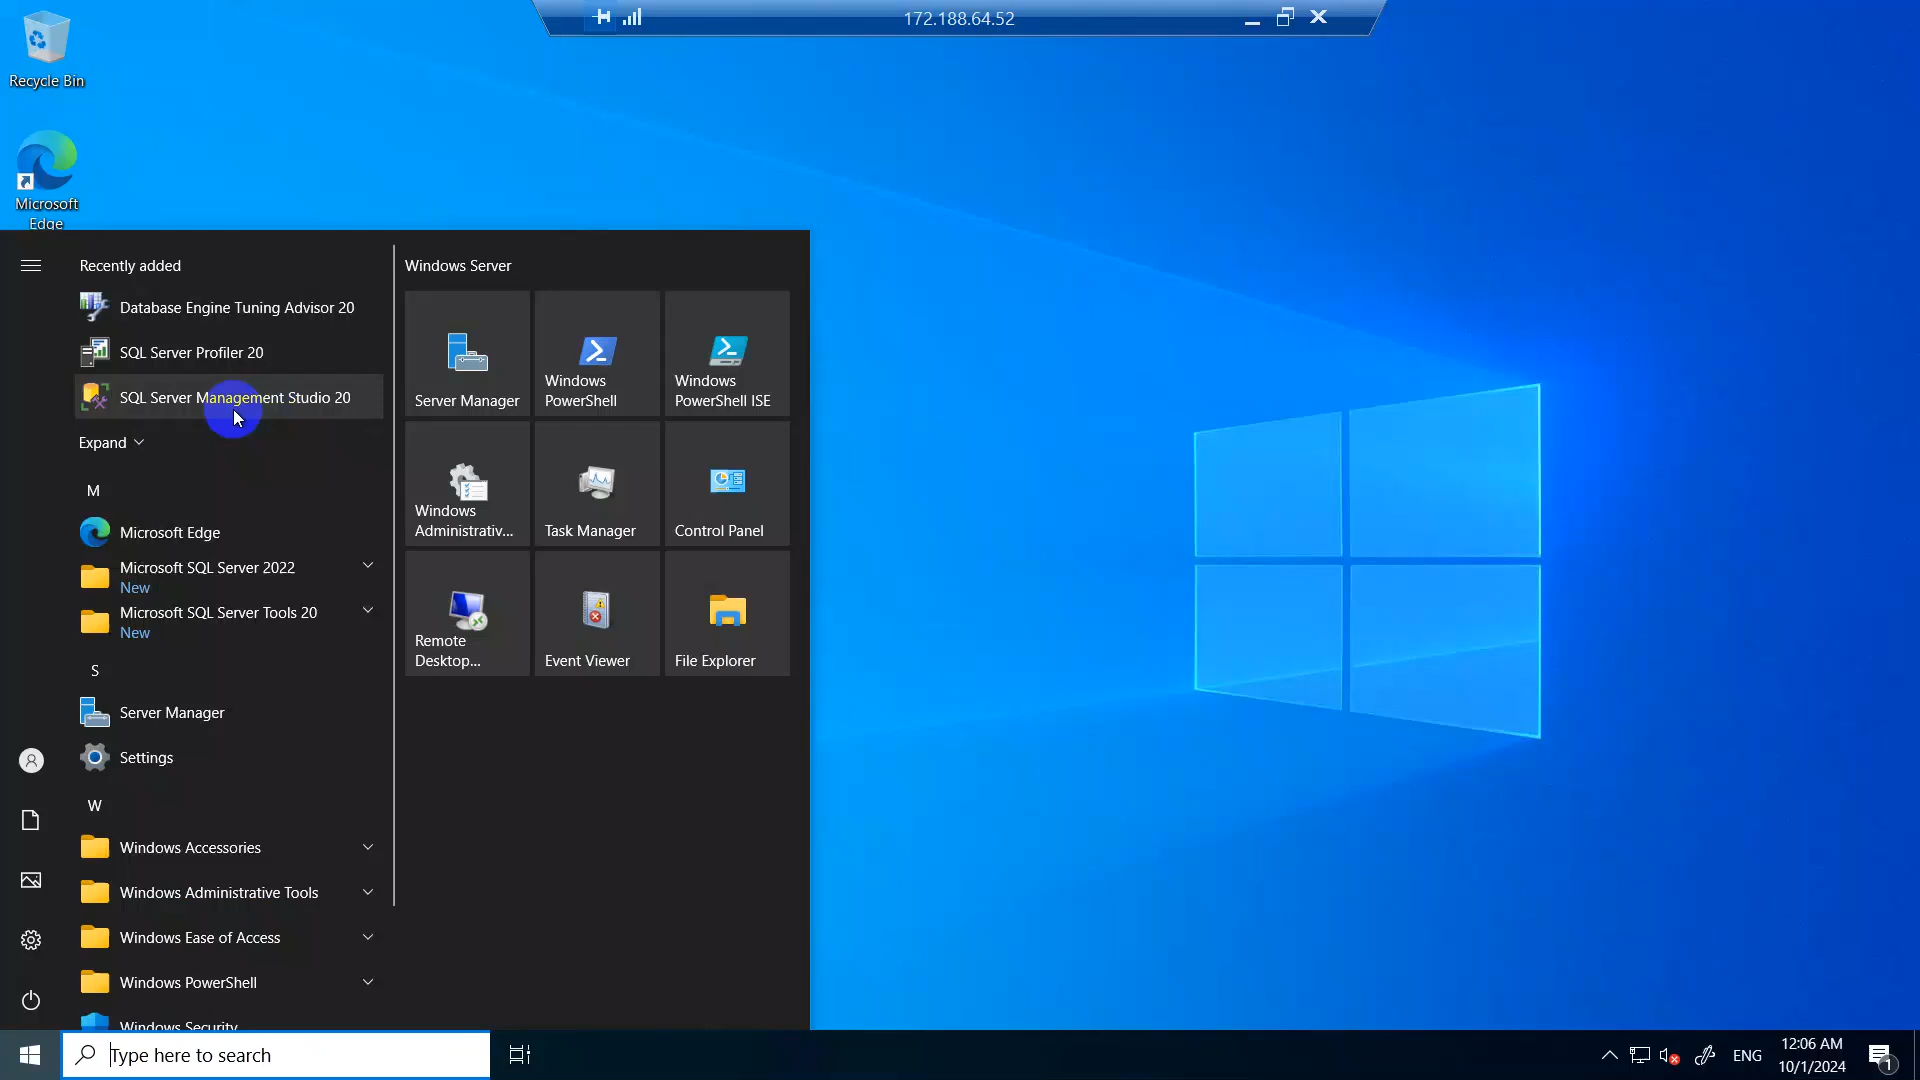 172.188.64.52
Recycle Bin
Microsoft
Edge
Recently added
Database Engine Tuning Advisor 20
SQL Server Profiler 20
SQL Server Management Studio 20
Expand
M
Microsoft Edge
Microsoft SQL Server 2022
New
Microsoft SQL Server Tools 20
New
S
Server Manager
Settings
W
Windows Accessories
Windows Administrative Tools
Windows Ease of Access
Windows PowerShell
Windows Security
Windows Server
Server Manager
Windows
PowerShell
Windows
PowerShell ISE
Windows
Administrativ...
Task Manager
Control Panel
Remote
Desktop...
Event Viewer
File Explorer
Type here to search
ENG
12:06 AM
10/1/2024
1